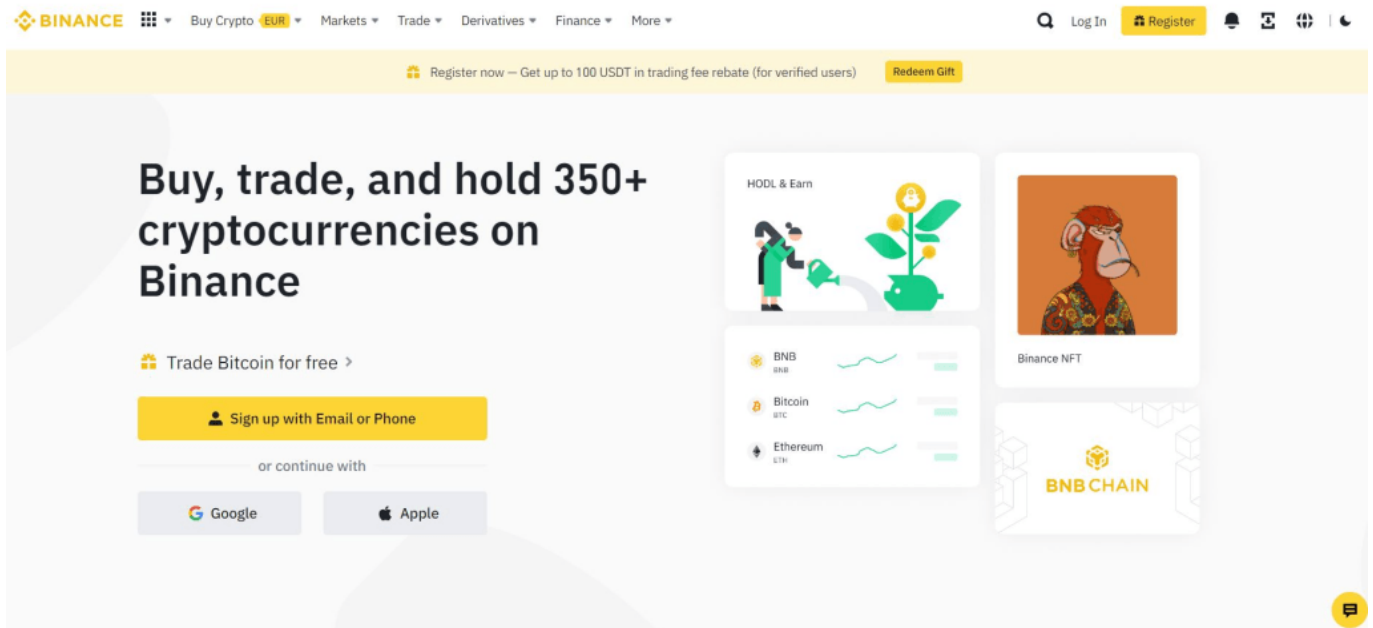 BINANCE
Buy Crypto EUR
Markets
Trade
Derivatives
Finance
More
Log In
Register
Register now — Get up to 100 USDT in trading fee rebate (for verified users)
Redeem Gift
Buy, trade, and hold 350+
cryptocurrencies on
Binance
Trade Bitcoin for free
Sign up with Email or Phone
or continue with
Google
Apple
HODL & Earn
BNB
BNB
Bitcoin
BTC
Ethereum
ETH
Binance NFT
BNB CHAIN